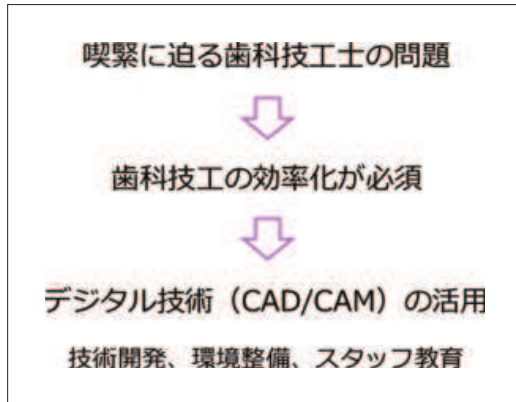 喫緊に迫る歯科技工士の問題
歯科技工の効率化が必須
デジタル技術（CAD/CAM）の活用
技術開発、環境整備、スタッフ教育